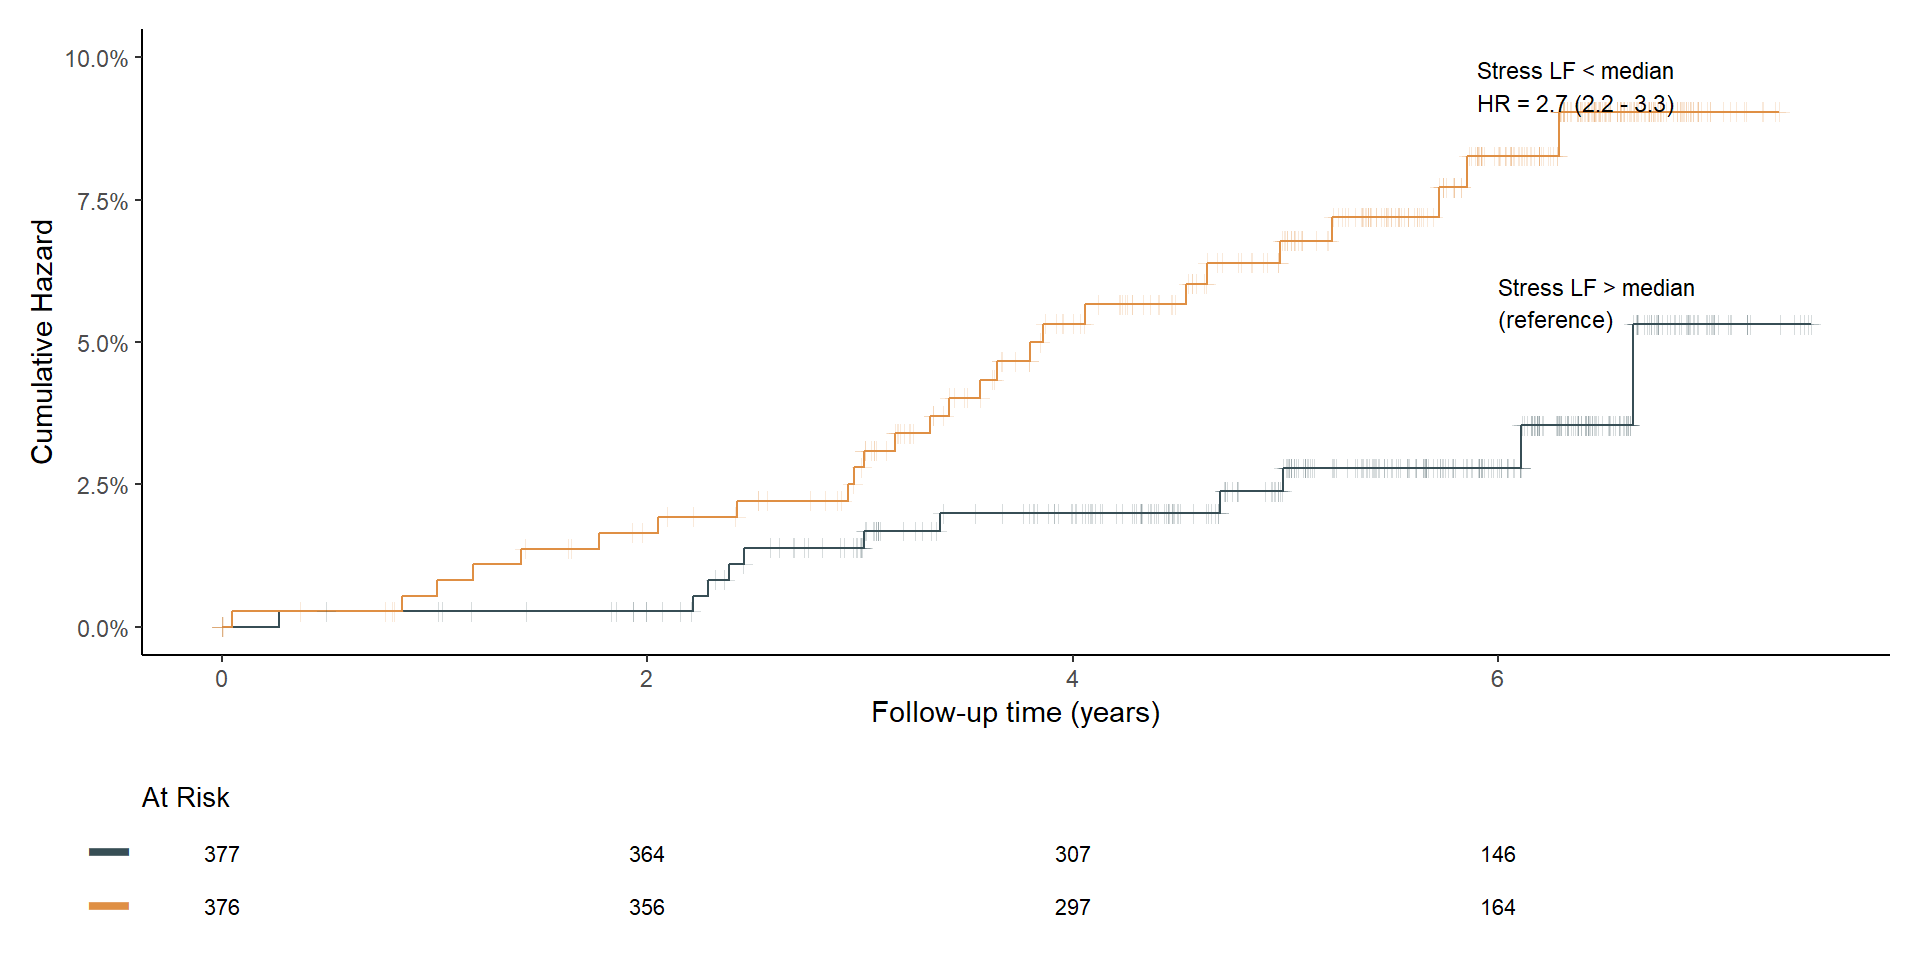 10.0%
7.5%
5.0%
2.5%
0.0%
Cumulative Hazard
Stress LF < median
HR = 2.7 (2.2 - 3.3)
Stress LF > median
(reference)
0 2 4 6
Follow-up time (years)
At Risk
377 364 307 146
376 356 297 164